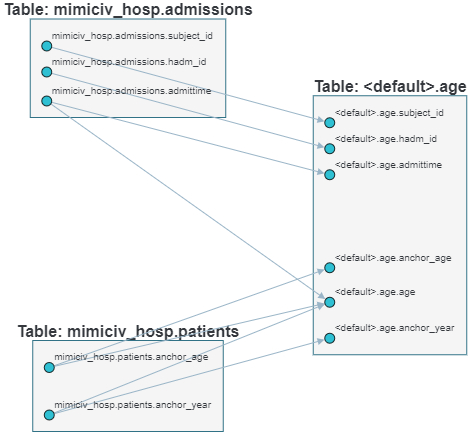 Table: mimiciv_hosp.admissions
mimiciv_hosp.admissions.subject_id
mimiciv_hosp.admissions.hadm_id
mimiciv_hosp.admissions.admittime
Table: <default>.age
<default>.age.subject_id
<default>.age.hadm_id
<default>.age.admittime
<default>.age.anchor_age
<default>.age.age
<default>.age.anchor_year
Table: mimiciv_hosp.patients
mimiciv_hosp.patients.anchor_age
mimiciv_hosp.patients.anchor_year